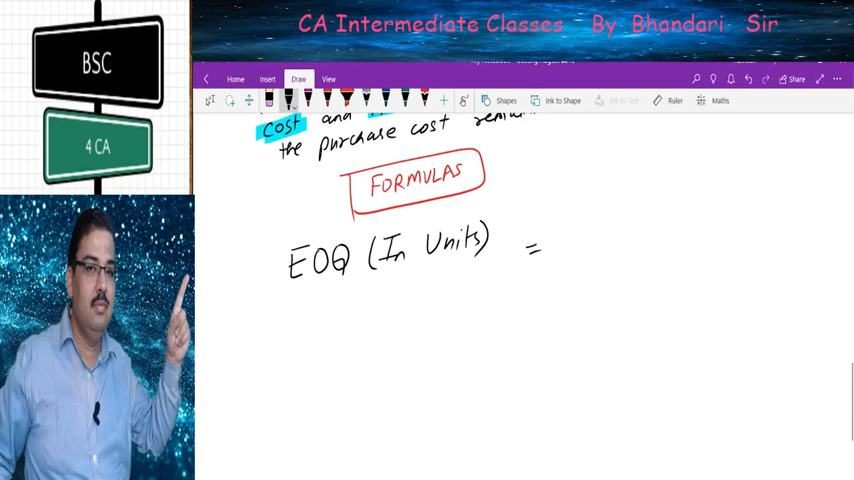 BSC
4 CA
CA Intermediate Classes By Bhandari Sir
Home Insert Draw View Share
Shapes Ink to Shape Ink to Text Ruler Maths
cost and
the purchase cost
FORMULAS
EOQ (In Units) =